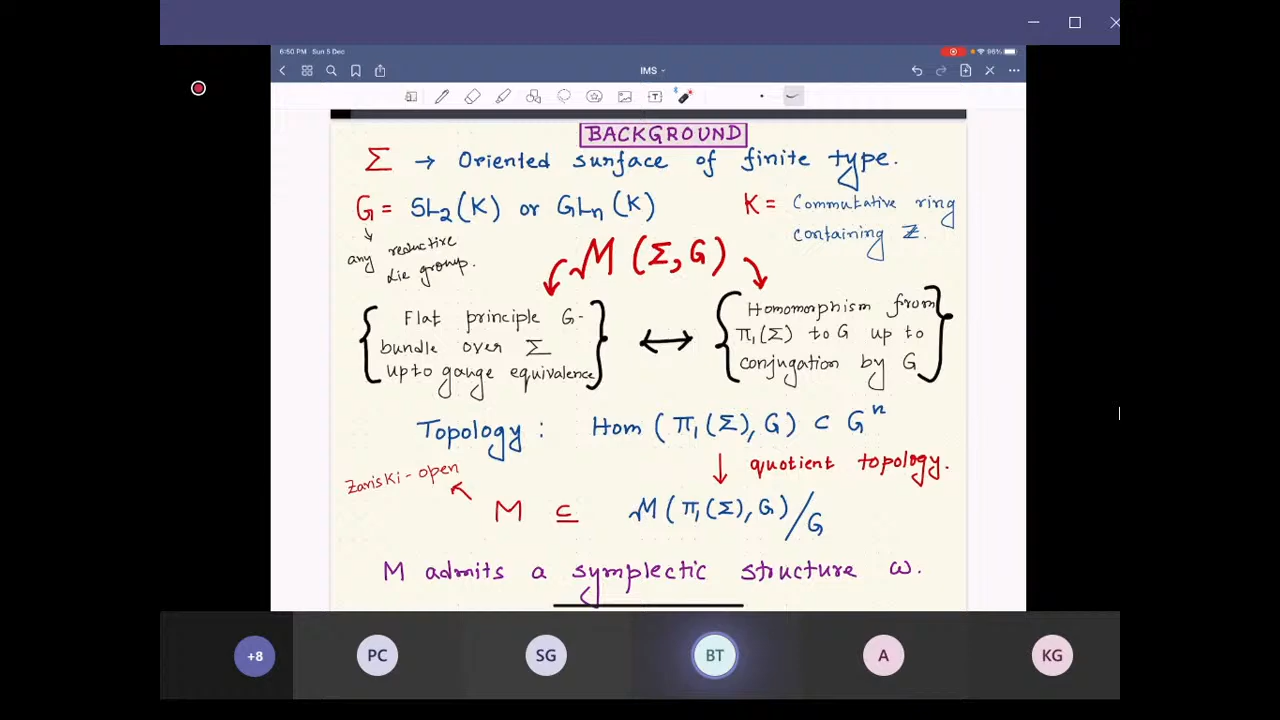 6:50 PM Sun 5 Dec
96%
IMS
BACKGROUND
Σ → Oriented surface of finite type.
G = SL₂(K) or GLₙ(K)
K = Commutative ring
containing Z.
any reductive
Lie group.
M (Σ, G)
Flat principle G-
bundle over Σ
upto gauge equivalence
↔
Homomorphism from
π₁(Σ) to G up to
conjugation by G
Topology : Hom (π₁(Σ), G) ⊂ Gⁿ
↓ quotient topology.
Zariski-open
M ⊆ M(π₁(Σ), G)/G
M admits a symplectic structure ω.
+8 PC SG BT A KG